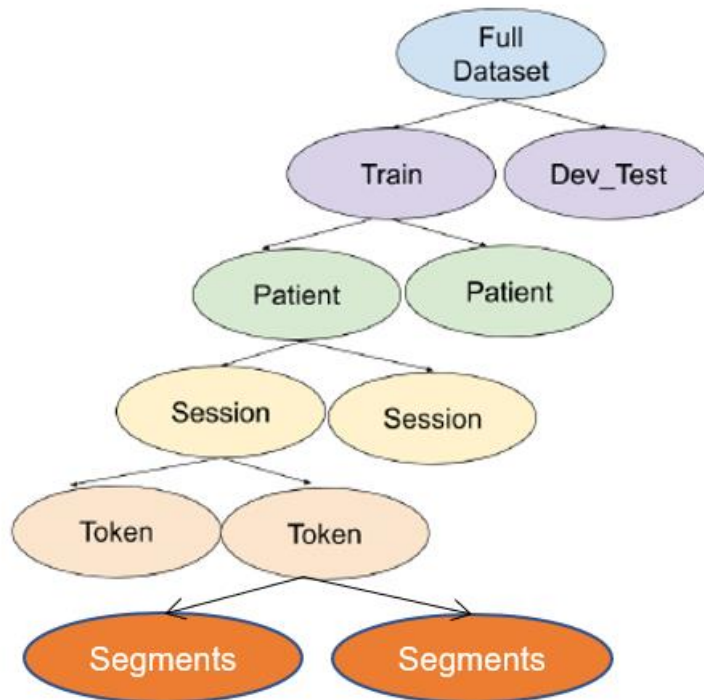 Full
Dataset
Train
Dev_Test
Patient
Patient
Session
Session
Token
Token
Segments
Segments